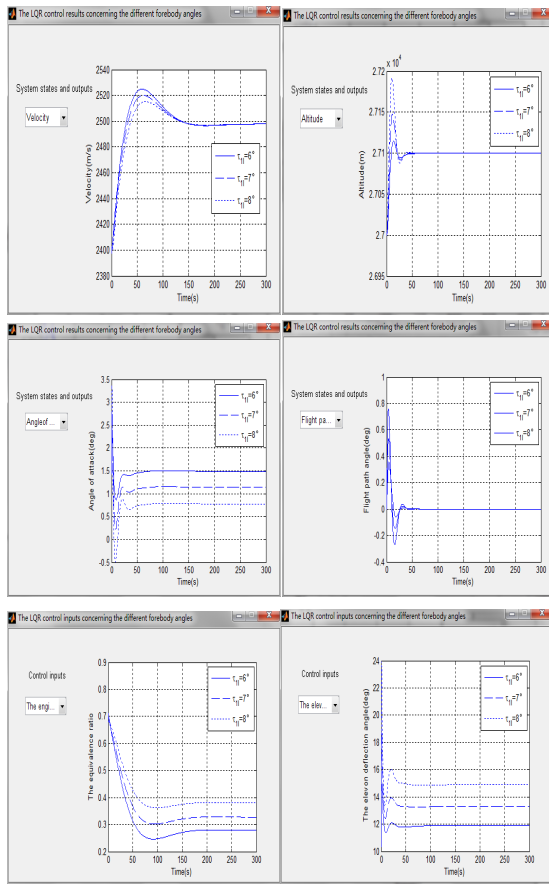 The LQR control results concerning the different forebody angles
System states and outputs
Velocity
2540
2520
2500
2480
2460
2440
2420
2400
2380
Velocity(m/s)
τ1l=6°
τ1l=7°
τ1l=8°
0 50 100 150 200 250 300
Time(s)
The LQR control results concerning the different forebody angles
System states and outputs
Altitude
x 10^4
2.72
2.715
2.71
2.705
2.7
2.695
Altitude(m)
τ1l=6°
τ1l=7°
τ1l=8°
0 50 100 150 200 250 300
Time(s)
The LQR control results concerning the different forebody angles
System states and outputs
Angleof ...
3.5
3
2.5
2
1.5
1
0.5
0
-0.5
Angle of attack(deg)
τ1l=6°
τ1l=7°
τ1l=8°
0 50 100 150 200 250 300
Time(s)
The LQR control results concerning the different forebody angles
System states and outputs
Flight pa...
1
0.8
0.6
0.4
0.2
0
-0.2
-0.4
Flight path angle(deg)
τ1l=6°
τ1l=7°
τ1l=8°
0 50 100 150 200 250 300
Time(s)
The LQR control inputs concerning the different forebody angles
Control inputs
The engi...
0.9
0.8
0.7
0.6
0.5
0.4
0.3
0.2
The equivalence ratio
τ1l=6°
τ1l=7°
τ1l=8°
0 50 100 150 200 250 300
Time(s)
The LQR control inputs concerning the different forebody angles
Control inputs
The elev...
24
22
20
18
16
14
12
10
The elevon deflection angle(deg)
τ1l=6°
τ1l=7°
τ1l=8°
0 50 100 150 200 250 300
Time(s)